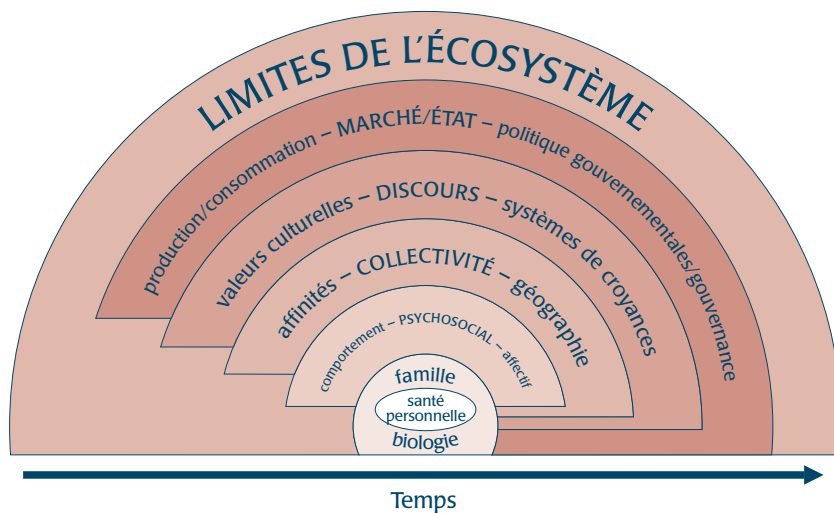 LIMITES DE L'ÉCOSYSTÈME
production/consommation – MARCHÉ/ÉTAT – politique gouvernementales/gouvernance
valeurs culturelles – DISCOURS – systèmes de croyances
affinités – COLLECTIVITÉ – géographie
comportement – PSYCHOSOCIAL – affectif
famille
santé
personnelle
biologie
Temps